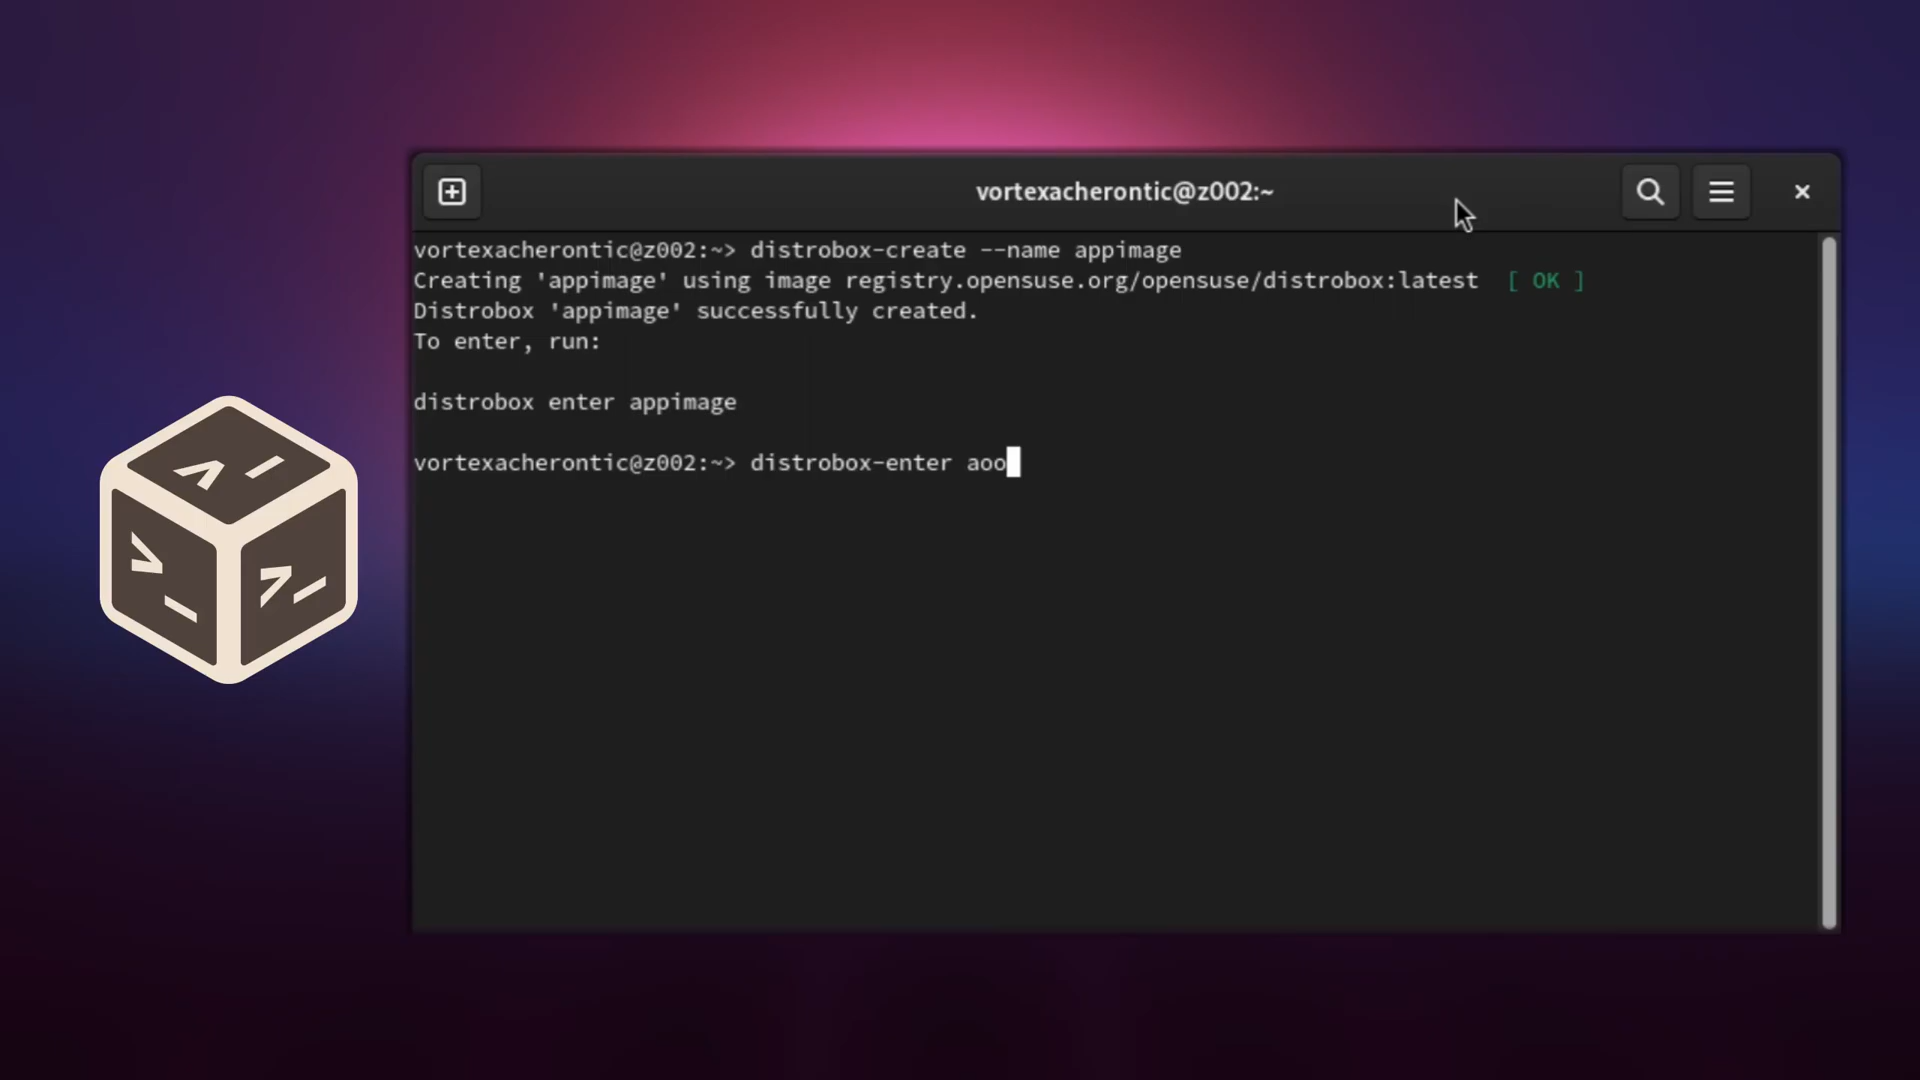 vortexacherontic@z002:~
vortexacherontic@z002:~> distrobox-create --name appimage
Creating 'appimage' using image registry.opensuse.org/opensuse/distrobox:latest [ OK ]
Distrobox 'appimage' successfully created.
To enter, run:
distrobox enter appimage
vortexacherontic@z002:~> distrobox-enter aoo